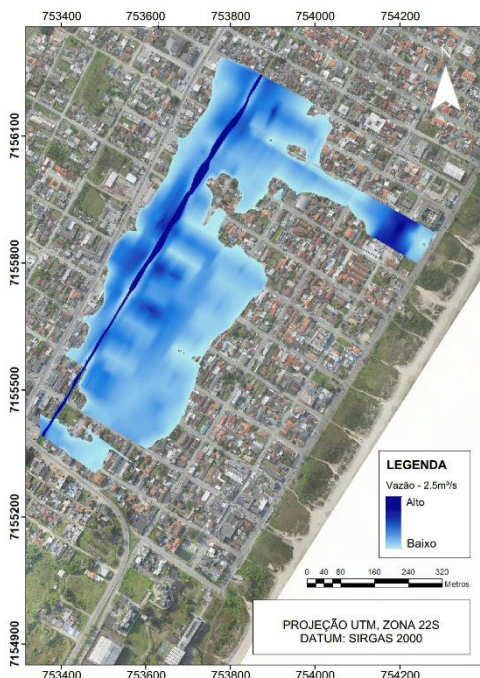 753400 753600 753800 754000 754200
N
7156100
7155800
7155500
7155200
7154900
LEGENDA
Vazão - 2.5m³/s
Alto
Baixo
0 40 80 160 240 320
Metros
PROJEÇÃO UTM, ZONA 22S
DATUM: SIRGAS 2000
753400 753600 753800 754000 754200